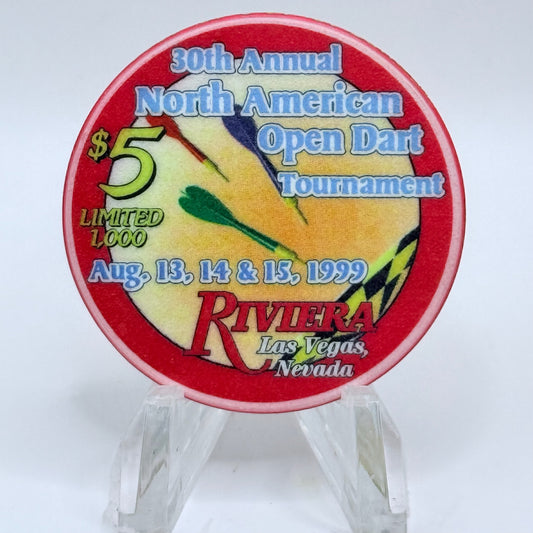 30th Annual
North American
Open Dart
Tournament
$5
LIMITED
1,000
Aug. 13, 14 & 15, 1999
RIVIERA
Las Vegas,
Nevada